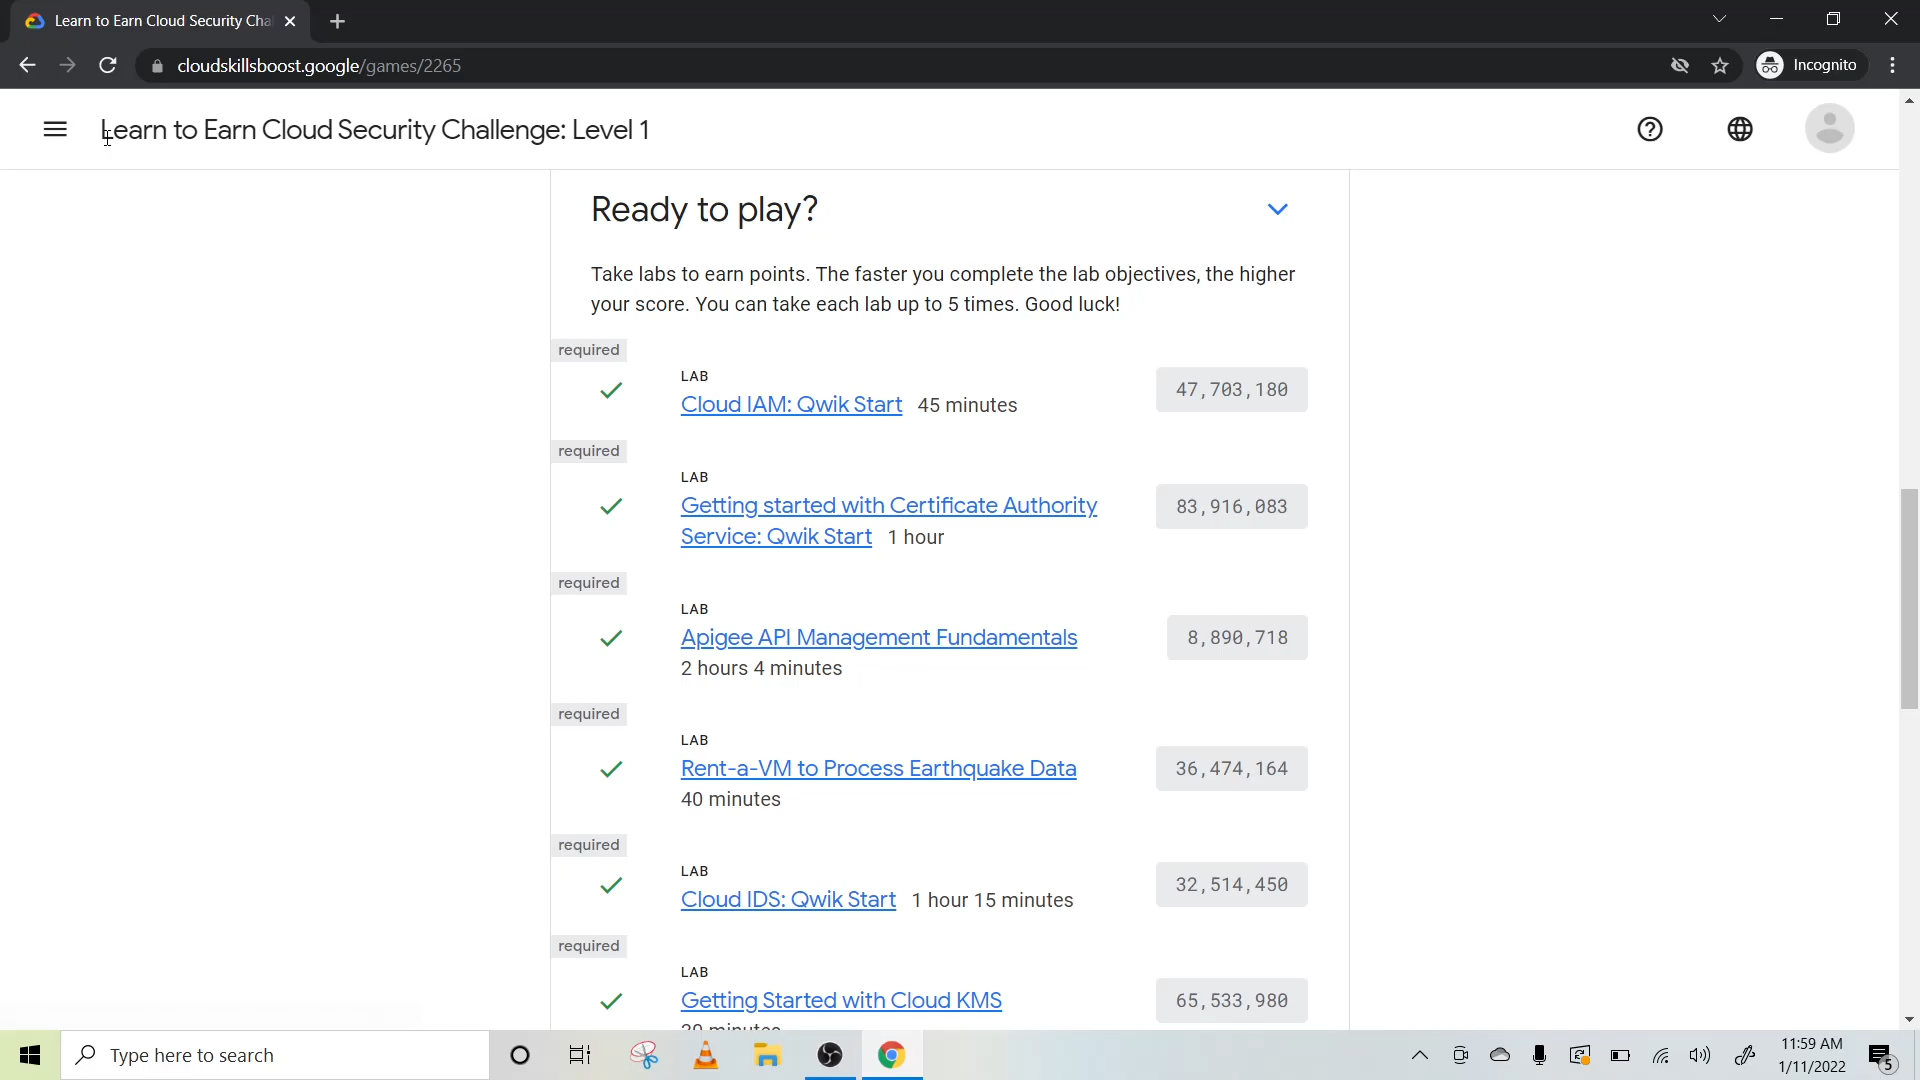 Learn to Earn Cloud Security Cha
cloudskillsboost.google/games/2265
Incognito
Learn to Earn Cloud Security Challenge: Level 1
Ready to play?
Take labs to earn points. The faster you complete the lab objectives, the higher
your score. You can take each lab up to 5 times. Good luck!
required
LAB
Cloud IAM: Qwik Start 45 minutes
47,703,180
required
LAB
Getting started with Certificate Authority
Service: Qwik Start 1 hour
83,916,083
required
LAB
Apigee API Management Fundamentals
2 hours 4 minutes
8,890,718
required
LAB
Rent-a-VM to Process Earthquake Data
40 minutes
36,474,164
required
LAB
Cloud IDS: Qwik Start 1 hour 15 minutes
32,514,450
required
LAB
Getting Started with Cloud KMS
65,533,980
Type here to search
11:59 AM
1/11/2022
5